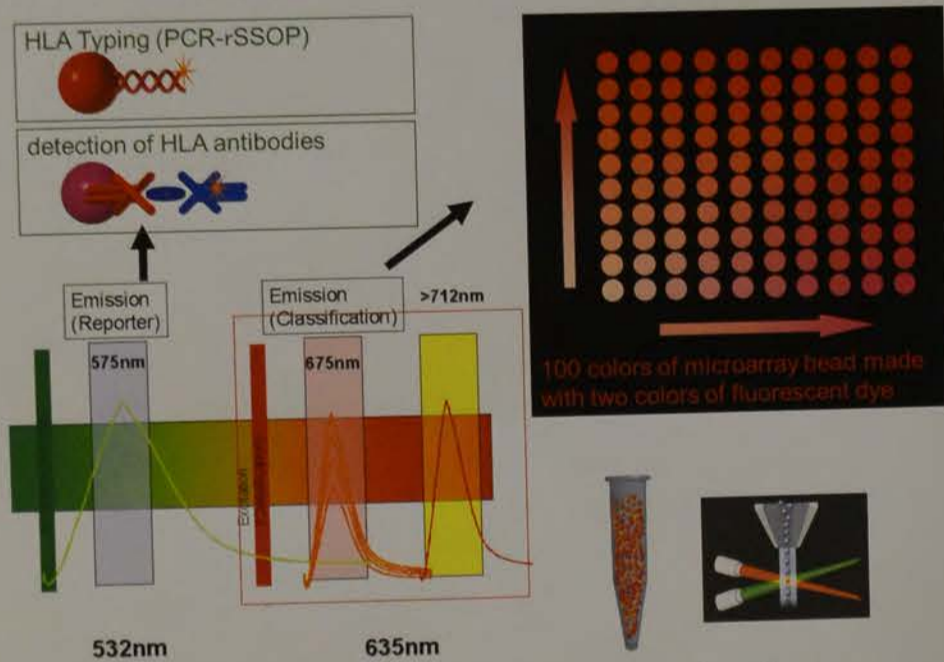 HLA Typing (PCR-rSSOP)
detection of HLA antibodies
Emission
(Reporter)
Emission
(Classification)
>712nm
575nm
675nm
Excitation
532nm
635nm
100 colors of microarray bead made
with two colors of fluorescent dye